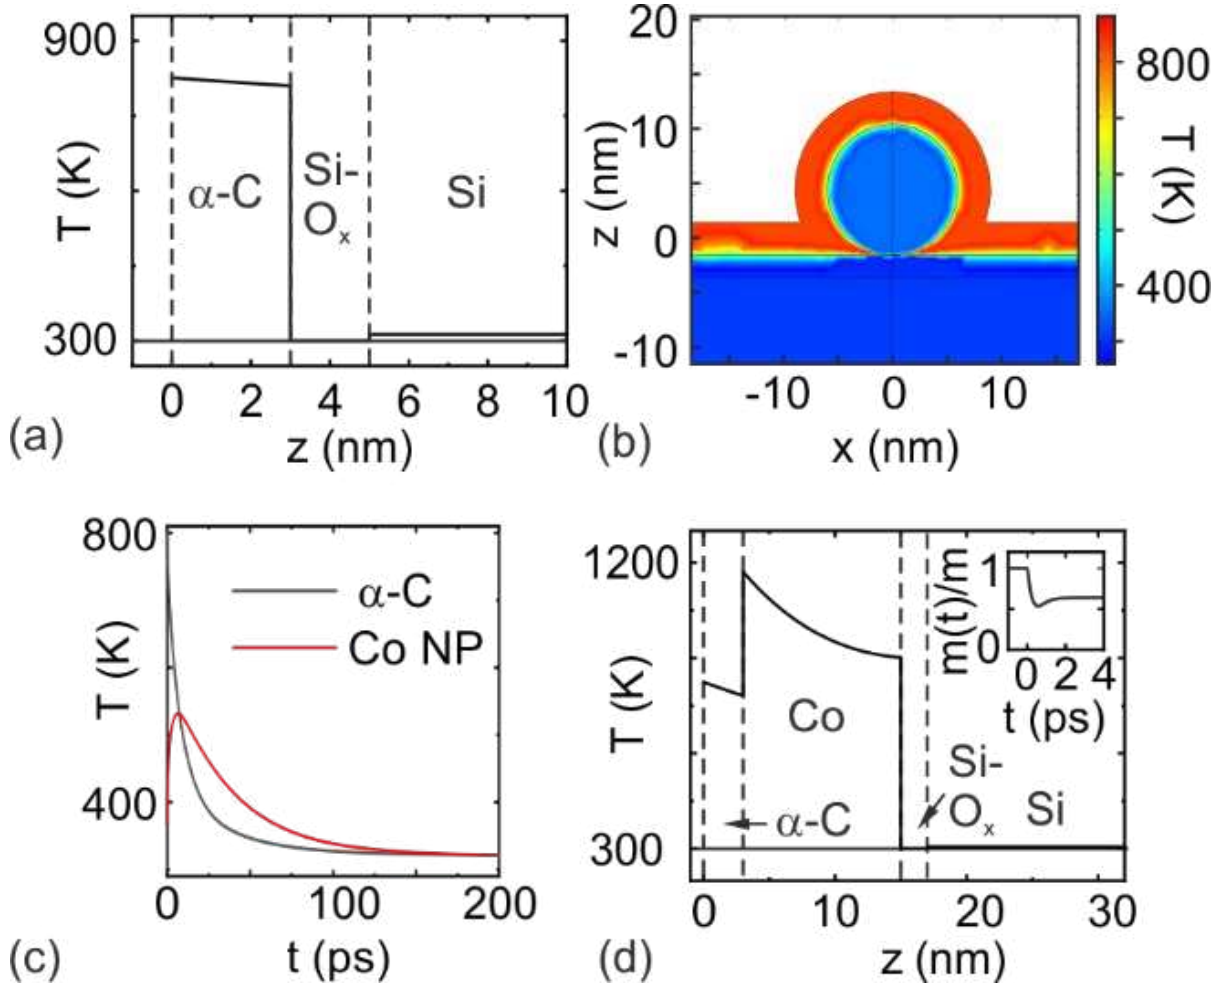 900
300
T (K)
α-C
Si-
Oₓ
Si
0 2 4 6 8 10
z (nm)
(a)
20
10
0
-10
z (nm)
-10 0 10
x (nm)
800
400
T (K)
(b)
800
400
T (K)
α-C
Co NP
0 100 200
t (ps)
(c)
1200
300
T (K)
Co
α-C
Si-
Oₓ
Si
m(t)/m
1
0
0 2 4
t (ps)
0 10 20 30
z (nm)
(d)